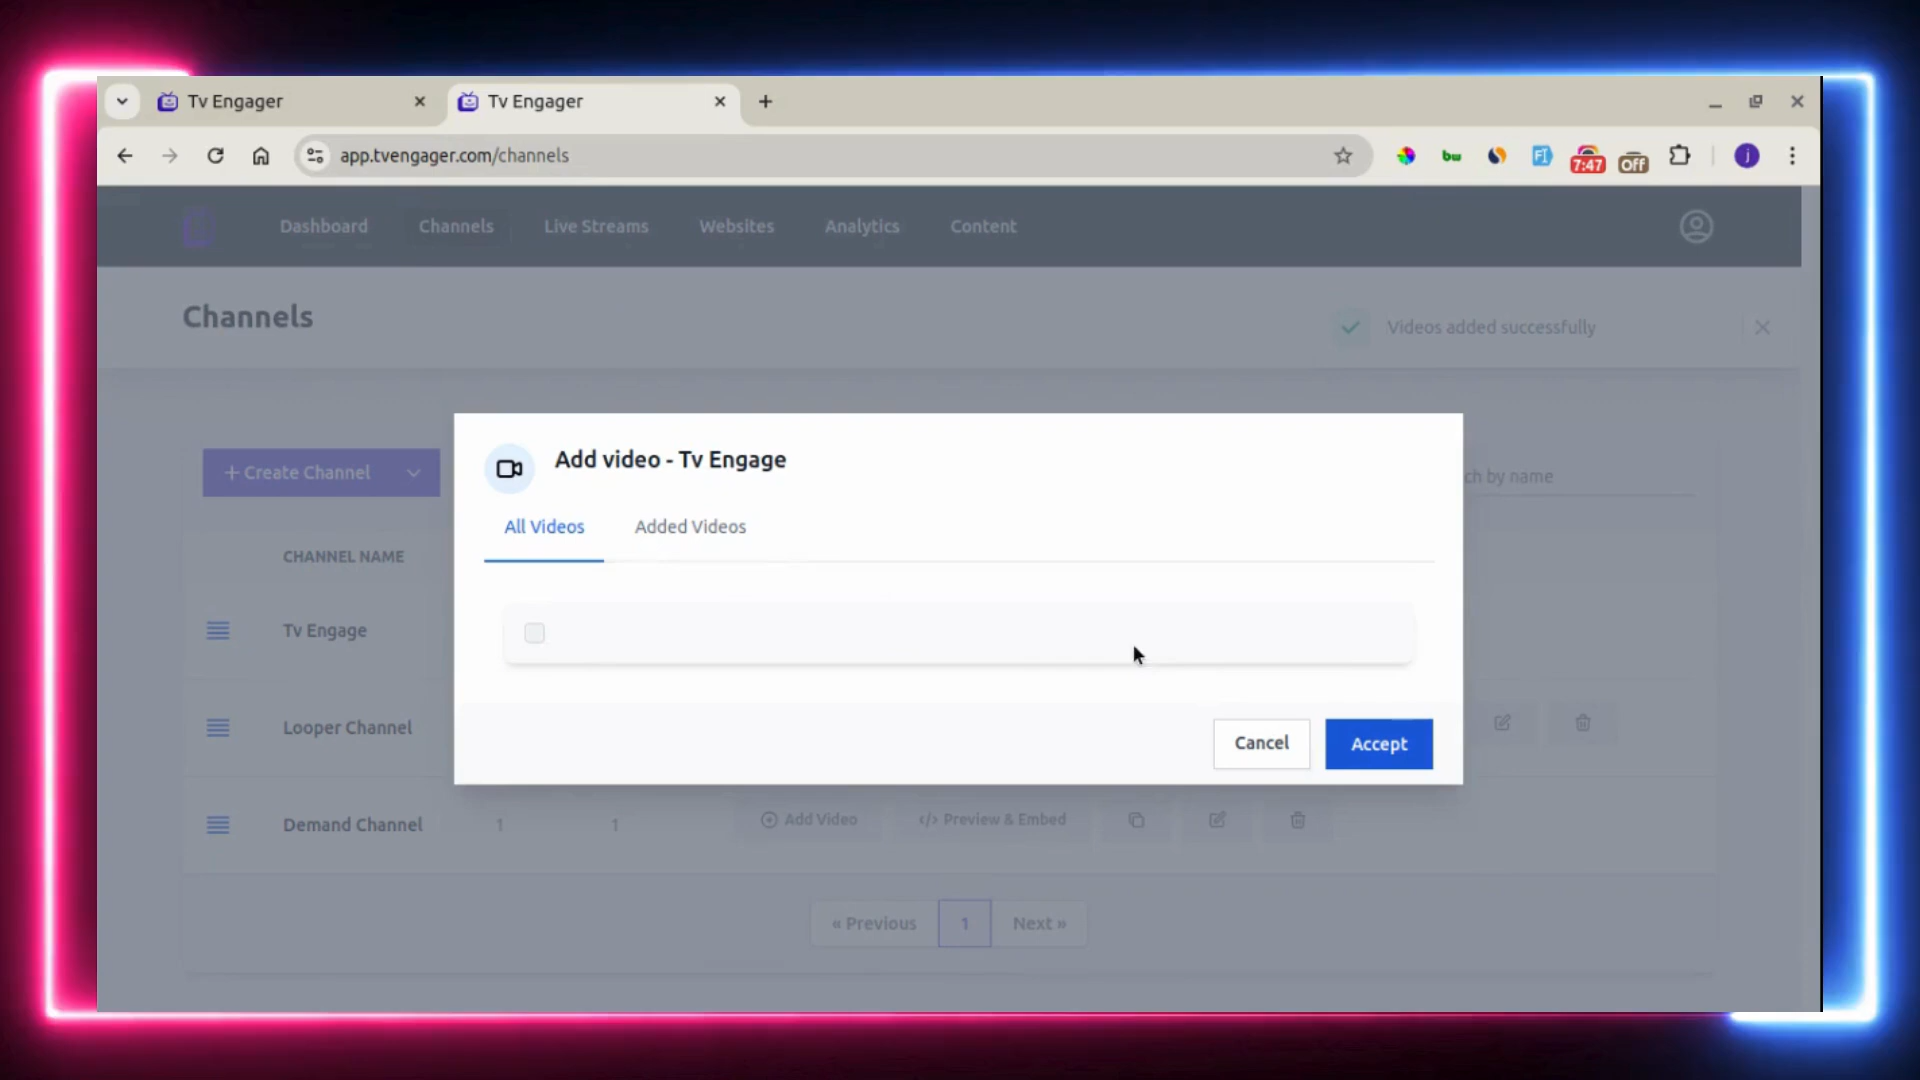 Tv Engager
Tv Engager
app.tvengager.com/channels
bw
FI
7:47
Off
j
Dashboard
Channels
Live Streams
Websites
Analytics
Content
Channels
Videos added successfully
Add video - Tv Engage
+ Create Channel
ch by name
All Videos
Added Videos
CHANNEL NAME
Tv Engage
Looper Channel
Cancel
Accept
Demand Channel
1
1
Add Video
</> Preview & Embed
« Previous
1
Next »